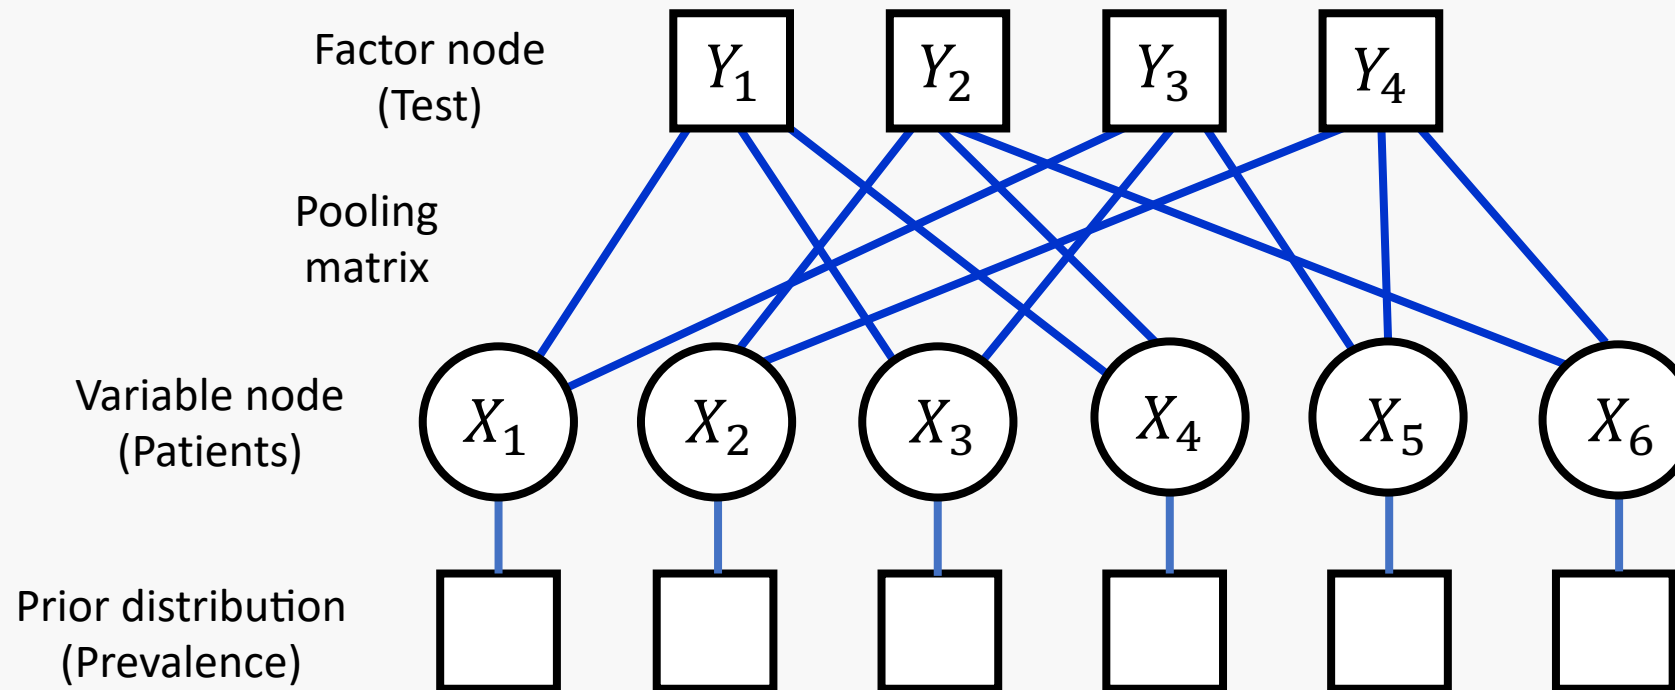 Factor node
(Test)
Y₁ Y₂ Y₃ Y₄
Pooling
matrix
Variable node
(Patients)
X₁ X₂ X₃ X₄ X₅ X₆
Prior distribution
(Prevalence)